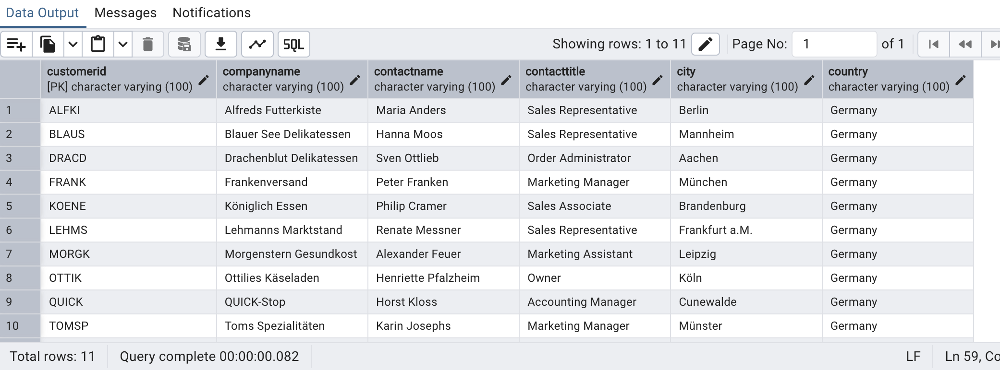 Data Output Messages Notifications
SQL Showing rows: 1 to 11 Page No: 1 of 1
customerid companyname contactname contacttitle city country
[PK] character varying (100) character varying (100) character varying (100) character varying (100) character varying (100) character varying (100)
1 ALFKI Alfreds Futterkiste Maria Anders Sales Representative Berlin Germany
2 BLAUS Blauer See Delikatessen Hanna Moos Sales Representative Mannheim Germany
3 DRACD Drachenblut Delikatessen Sven Ottlieb Order Administrator Aachen Germany
4 FRANK Frankenversand Peter Franken Marketing Manager München Germany
5 KOENE Königlich Essen Philip Cramer Sales Associate Brandenburg Germany
6 LEHMS Lehmanns Marktstand Renate Messner Sales Representative Frankfurt a.M. Germany
7 MORGK Morgenstern Gesundkost Alexander Feuer Marketing Assistant Leipzig Germany
8 OTTIK Ottilies Käseladen Henriette Pfalzheim Owner Köln Germany
9 QUICK QUICK-Stop Horst Kloss Accounting Manager Cunewalde Germany
10 TOMSP Toms Spezialitäten Karin Josephs Marketing Manager Münster Germany
Total rows: 11 Query complete 00:00:00.082 LF Ln 59, Co